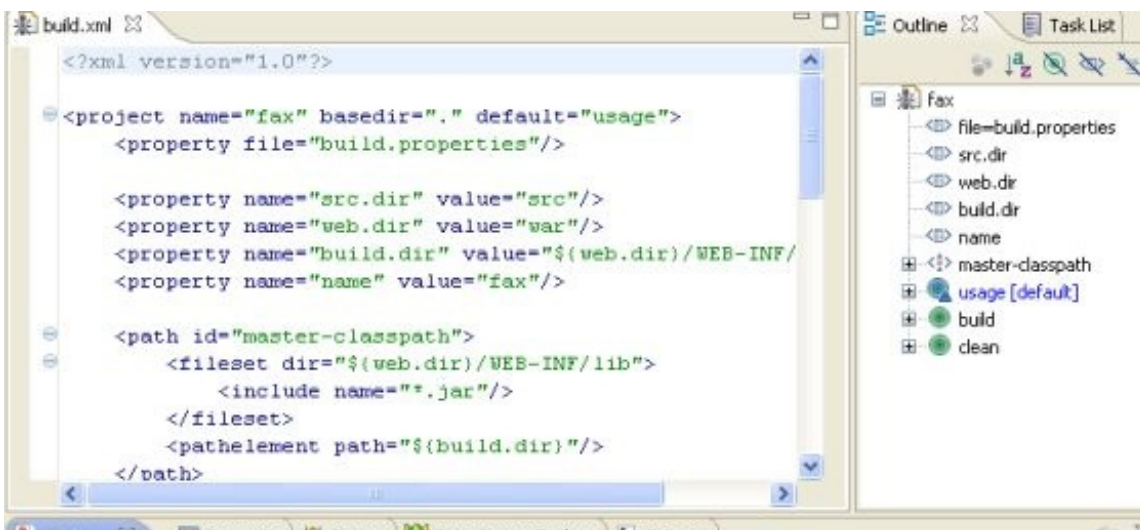 build.xml
<?xml version="1.0"?>
<project name="fax" basedir="." default="usage">
<property file="build.properties"/>
<property name="src.dir" value="src"/>
<property name="web.dir" value="war"/>
<property name="build.dir" value="${web.dir}/WEB-INF/
<property name="name" value="fax"/>
<path id="master-classpath">
<fileset dir="${web.dir}/WEB-INF/lib">
<include name="*.jar"/>
</fileset>
<pathelement path="${build.dir}"/>
</path>
Outline
Task List
fax
file=build.properties
src.dir
web.dir
build.dir
name
master-classpath
usage [default]
build
clean